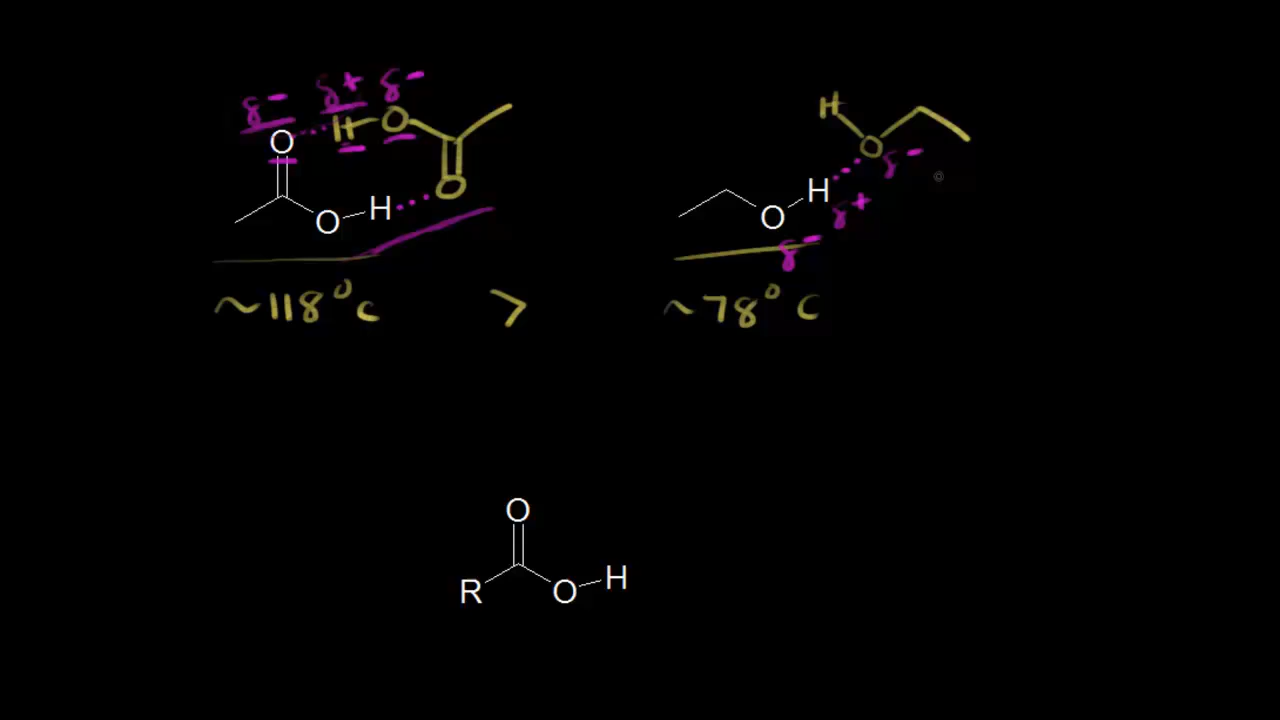 δ- δ+ δ-
O H O
O H O
H O δ-
H δ+
O δ-
~118°C > ~78°C
O
R O H